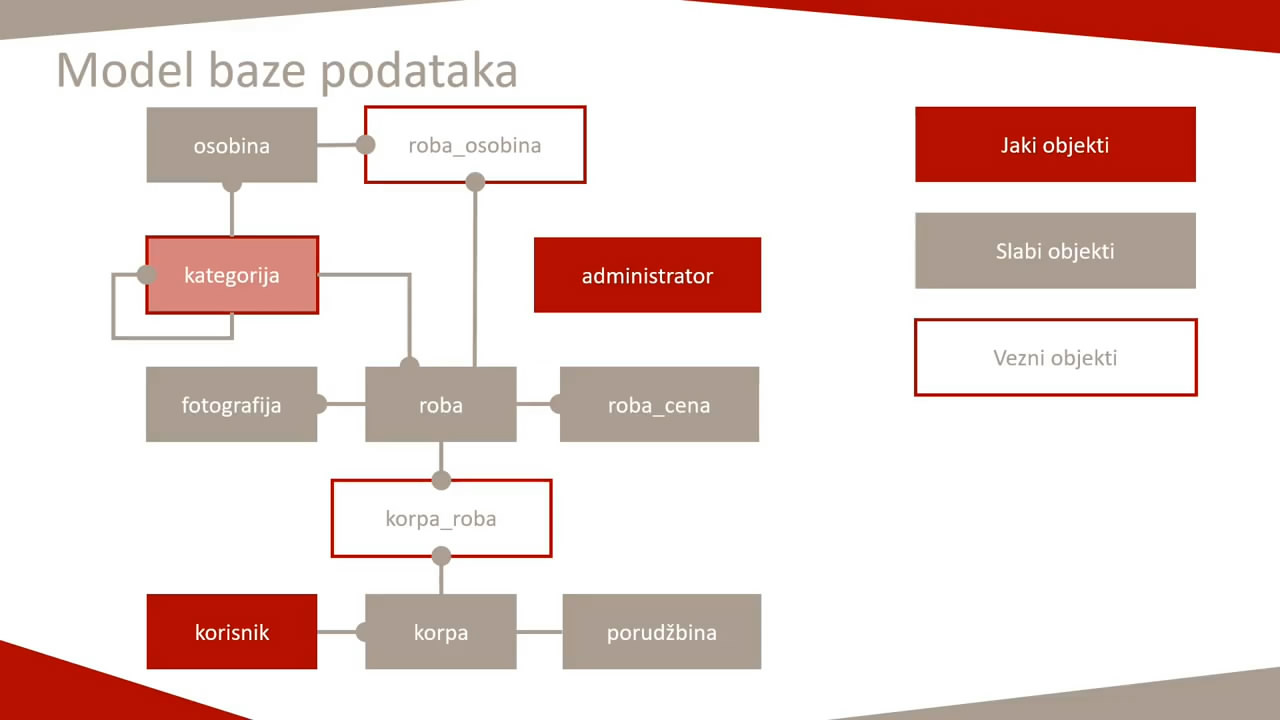 Model baze podataka
osobina
roba_osobina
Jaki objekti
kategorija
administrator
Slabi objekti
Vezni objekti
fotografija
roba
roba_cena
korpa_roba
korisnik
korpa
porudžbina